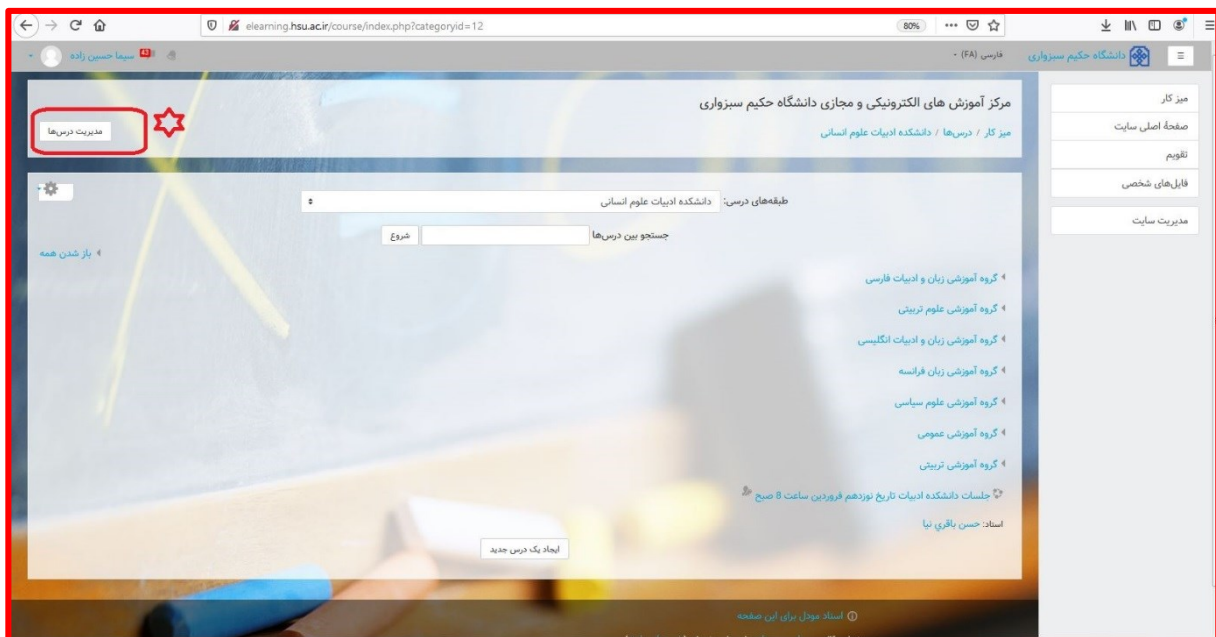 elearning.hsu.ac.ir/course/index.php?categoryid=12
80%
دانشگاه حکیم سبزواری
فارسی (FA)
43 سیما حسین زاده
میز کار
صفحهٔ اصلی سایت
تقویم
فایل‌های شخصی
مدیریت سایت
مرکز آموزش های الکترونیکی و مجازی دانشگاه حکیم سبزواری
میز کار / درس‌ها / دانشکده ادبیات علوم انسانی
مدیریت درس‌ها
طبقه‌های درسی: دانشکده ادبیات علوم انسانی
جستجو بین درس‌ها شروع
باز شدن همه
گروه آموزشی زبان و ادبیات فارسی
گروه آموزشی علوم تربیتی
گروه آموزشی زبان و ادبیات انگلیسی
گروه آموزشی زبان فرانسه
گروه آموزشی علوم سیاسی
گروه آموزشی عمومی
گروه آموزشی تربیتی
جلسات دانشکده ادبیات تاریخ نوزدهم فروردین ساعت 8 صبح
استاد: حسن باقري نيا
ایجاد یک درس جدید
اسناد مودل برای این صفحه